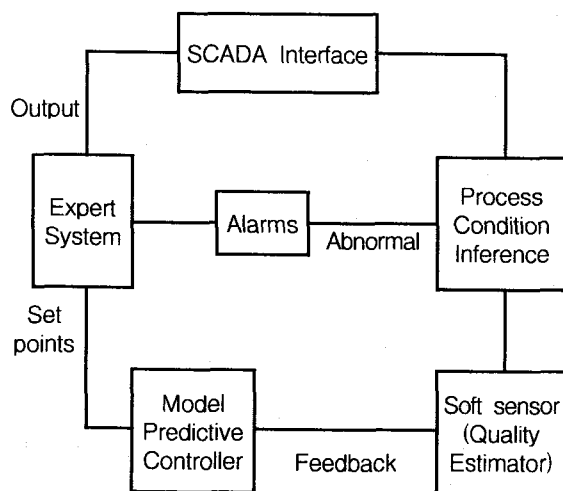 SCADA Interface
Output
Expert
System
Alarms
Abnormal
Process
Condition
Inference
Set
points
Model
Predictive
Controller
Feedback
Soft sensor
(Quality
Estimator)